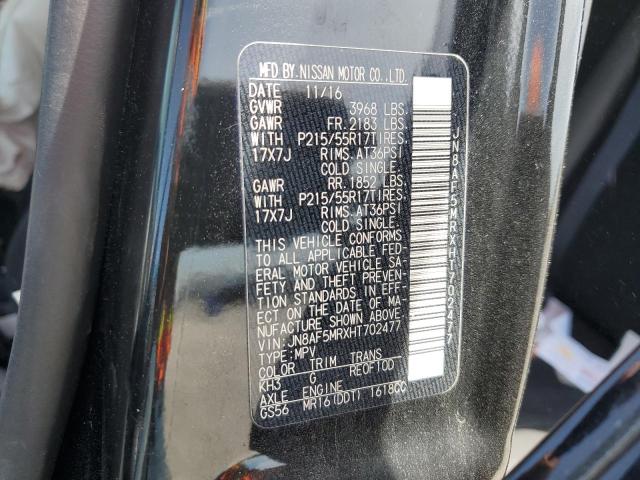 MFD BY.NISSAN MOTOR CO.,LTD.
DATE 11/16
GVWR 3968 LBS
GAWR FR.2183 LBS.
WITH P215/55R17TIRES.
17X7J RIMS.AT36PSI
COLD SINGLE.
GAWR RR.1852 LBS.
WITH P215/55R17TIRES.
17X7J RIMS.AT36PSI
COLD SINGLE.
THIS VEHICLE CONFORMS
TO ALL APPLICABLE FED-
ERAL MOTOR VEHICLE SA-
FETY AND THEFT PREVEN-
TION STANDARDS IN EFF-
ECT ON THE DATE OF MA-
NUFACTURE SHOWN ABOVE.
VIN:JN8AF5MRXHT702477
TYPE:MPV
COLOR TRIM TRANS
KH3 G RE0F10D
AXLE ENGINE
GS56 MR16(DDT) 1618CC
JN8AF5MRXHT702477